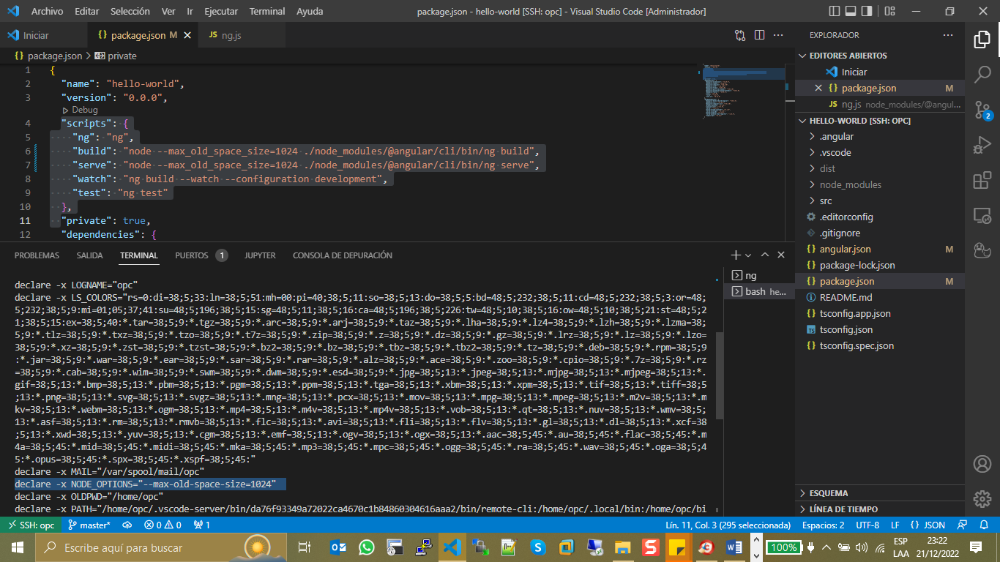 Archivo Editar Selección Ver Ir Ejecutar Terminal Ayuda
package.json - hello-world [SSH: opc] - Visual Studio Code [Administrador]
Iniciar
{} package.json M
JS ng.js
{} package.json > private
1 {
2 "name": "hello-world",
3 "version": "0.0.0",
Debug
4 "scripts": {
5 "ng": "ng",
6 "build": "node --max_old_space_size=1024 ./node_modules/@angular/cli/bin/ng build",
7 "serve": "node --max_old_space_size=1024 ./node_modules/@angular/cli/bin/ng serve",
8 "watch": "ng build --watch --configuration development",
9 "test": "ng test"
10 },
11 "private": true,
12 "dependencies": {
PROBLEMAS SALIDA TERMINAL PUERTOS 1 JUPYTER CONSOLA DE DEPURACIÓN
declare -x LOGNAME="opc"
declare -x LS_COLORS="rs=0:di=38;5;33:ln=38;5;51:mh=00:pi=40;38;5;11:so=38;5;13:do=38;5;5:bd=48;5;232;38;5;11:cd=48;5;232;38;5;3:or=48;
5;232;38;5;9:mi=01;05;37;41:su=48;5;196;38;5;15:sg=48;5;11;38;5;16:ca=48;5;196;38;5;226:tw=48;5;10;38;5;16:ow=48;5;10;38;5;21:st=48;5;2
1;38;5;15:ex=38;5;40:*.tar=38;5;9:*.tgz=38;5;9:*.arc=38;5;9:*.arj=38;5;9:*.taz=38;5;9:*.lha=38;5;9:*.lz4=38;5;9:*.lzh=38;5;9:*.lzma=38;
5;9:*.tlz=38;5;9:*.txz=38;5;9:*.tzo=38;5;9:*.t7z=38;5;9:*.zip=38;5;9:*.z=38;5;9:*.dz=38;5;9:*.gz=38;5;9:*.lrz=38;5;9:*.lz=38;5;9:*.lzo=
38;5;9:*.xz=38;5;9:*.zst=38;5;9:*.tzst=38;5;9:*.bz2=38;5;9:*.bz=38;5;9:*.tbz=38;5;9:*.tbz2=38;5;9:*.tz=38;5;9:*.deb=38;5;9:*.rpm=38;5;9
:*.jar=38;5;9:*.war=38;5;9:*.ear=38;5;9:*.sar=38;5;9:*.rar=38;5;9:*.alz=38;5;9:*.ace=38;5;9:*.zoo=38;5;9:*.cpio=38;5;9:*.7z=38;5;9:*.rz
=38;5;9:*.cab=38;5;9:*.wim=38;5;9:*.swm=38;5;9:*.dwm=38;5;9:*.esd=38;5;9:*.jpg=38;5;13:*.jpeg=38;5;13:*.mjpg=38;5;13:*.mjpeg=38;5;13:*.
gif=38;5;13:*.bmp=38;5;13:*.pbm=38;5;13:*.pgm=38;5;13:*.ppm=38;5;13:*.tga=38;5;13:*.xbm=38;5;13:*.xpm=38;5;13:*.tif=38;5;13:*.tiff=38;5
;13:*.png=38;5;13:*.svg=38;5;13:*.svgz=38;5;13:*.mng=38;5;13:*.pcx=38;5;13:*.mov=38;5;13:*.mpg=38;5;13:*.mpeg=38;5;13:*.m2v=38;5;13:*.m
kv=38;5;13:*.webm=38;5;13:*.ogm=38;5;13:*.mp4=38;5;13:*.m4v=38;5;13:*.mp4v=38;5;13:*.vob=38;5;13:*.qt=38;5;13:*.nuv=38;5;13:*.wmv=38;5;
13:*.asf=38;5;13:*.rm=38;5;13:*.rmvb=38;5;13:*.flc=38;5;13:*.avi=38;5;13:*.fli=38;5;13:*.flv=38;5;13:*.gl=38;5;13:*.dl=38;5;13:*.xcf=38
;5;13:*.xwd=38;5;13:*.yuv=38;5;13:*.cgm=38;5;13:*.emf=38;5;13:*.ogv=38;5;13:*.ogx=38;5;13:*.aac=38;5;45:*.au=38;5;45:*.flac=38;5;45:*.m
4a=38;5;45:*.mid=38;5;45:*.midi=38;5;45:*.mka=38;5;45:*.mp3=38;5;45:*.mpc=38;5;45:*.ogg=38;5;45:*.ra=38;5;45:*.wav=38;5;45:*.oga=38;5;4
5:*.opus=38;5;45:*.spx=38;5;45:*.xspf=38;5;45:"
declare -x MAIL="/var/spool/mail/opc"
declare -x NODE_OPTIONS="--max-old-space-size=1024"
declare -x OLDPWD="/home/opc"
declare -x PATH="/home/opc/.vscode-server/bin/da76f93349a72022ca4670c1b84860304616aaa2/bin/remote-cli:/home/opc/.local/bin:/home/opc/bi
ng
bash he...
EXPLORADOR
EDITORES ABIERTOS
Iniciar
{} package.json M
JS ng.js node_modules/@angul...
HELLO-WORLD [SSH: OPC]
.angular
.vscode
dist
node_modules
src
.editorconfig
.gitignore
{} angular.json M
{} package-lock.json
{} package.json M
README.md
{} tsconfig.app.json
TS tsconfig.json
{} tsconfig.spec.json
ESQUEMA
LÍNEA DE TIEMPO
2
SSH: opc master* 0 0 1 Lín. 11, Col. 3 (295 seleccionada) Espacios: 2 UTF-8 LF {} JSON
Escribe aquí para buscar
100%
ESP
LAA
23:22
21/12/2022